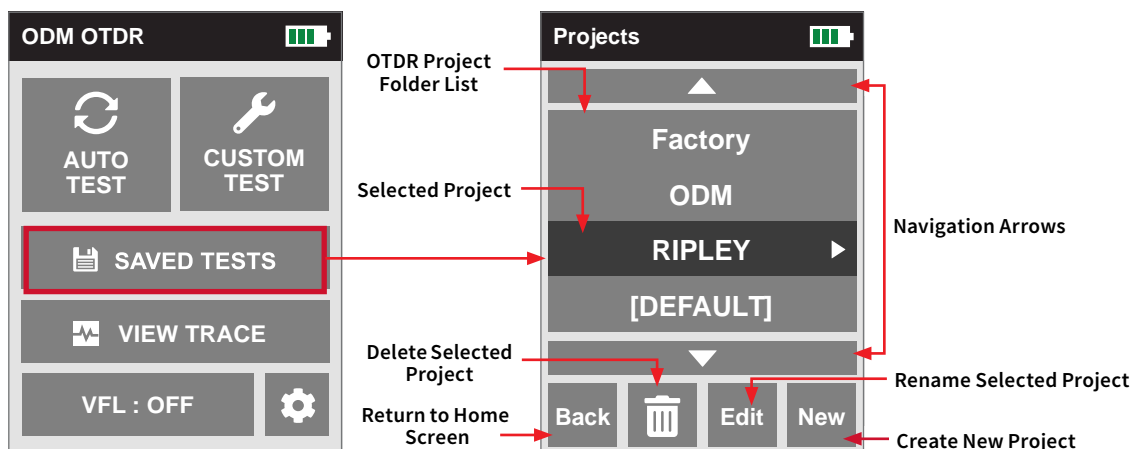 ODM OTDR
AUTO
TEST
CUSTOM
TEST
SAVED TESTS
VIEW TRACE
VFL : OFF
OTDR Project
Folder List
Selected Project
Delete Selected
Project
Return to Home
Screen
Projects
Factory
ODM
RIPLEY
[DEFAULT]
Back
Edit
New
Navigation Arrows
Rename Selected Project
Create New Project